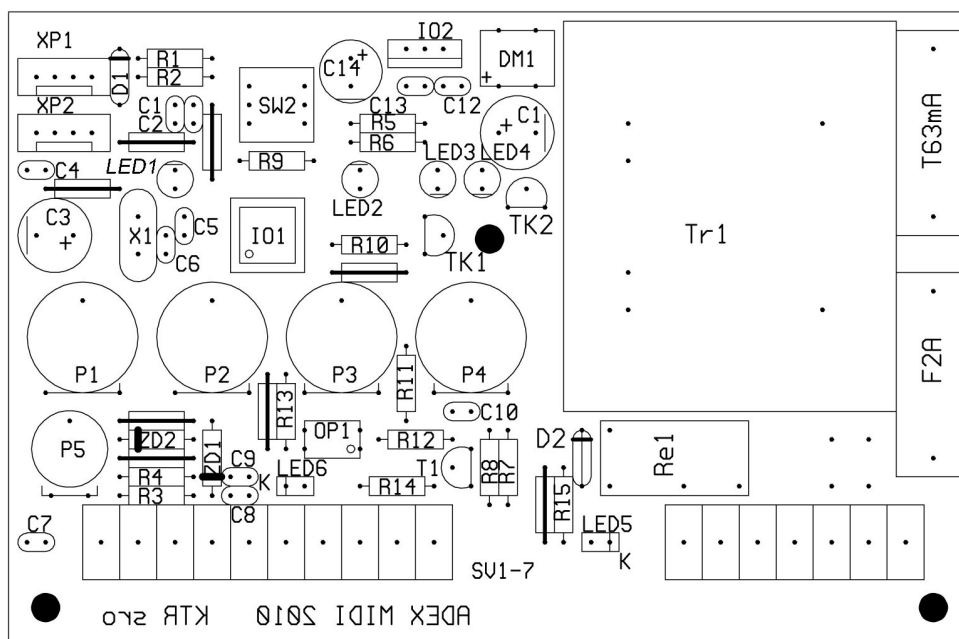 XP1
R1
R2
D1
C14
IO2
DM1
XP2
C1
C2
SW2
C13
C12
R5
R6
C1
T63mA
LED1
C4
R9
LED2
LED3
LED4
TK2
C3
X1
C5
C6
IO1
R10
TK1
Tr1
F2A
P1
P2
P3
R11
P4
P5
ZD2
ZD1
R13
OP1
R12
C10
D2
Re1
R4
R3
C9
K
C8
LED6
R14
T1
R8
R7
R15
C7
LED5
K
SV1-7
ADEX MIDI 2010 KTR sro